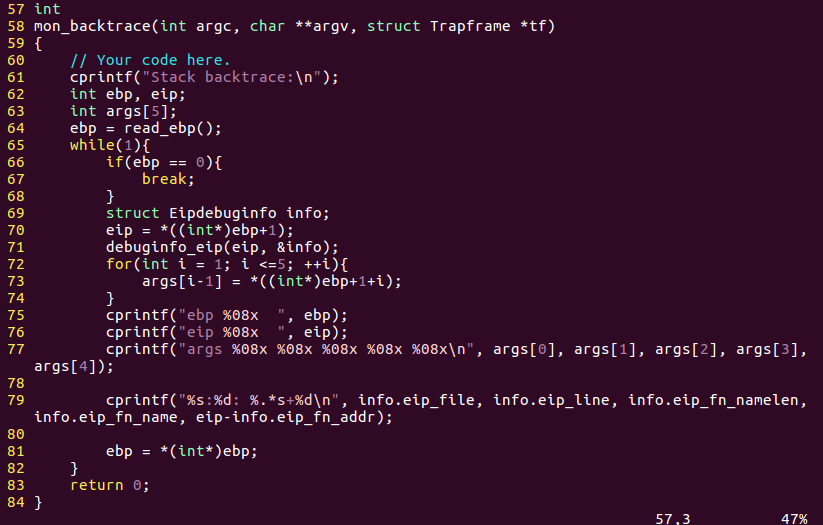 57 int
58 mon_backtrace(int argc, char **argv, struct Trapframe *tf)
59 {
60     // Your code here.
61     cprintf("Stack backtrace:\n");
62     int ebp, eip;
63     int args[5];
64     ebp = read_ebp();
65     while(1){
66         if(ebp == 0){
67             break;
68         }
69         struct Eipdebuginfo info;
70         eip = *((int*)ebp+1);
71         debuginfo_eip(eip, &info);
72         for(int i = 1; i <=5; ++i){
73             args[i-1] = *((int*)ebp+1+i);
74         }
75         cprintf("ebp %08x  ", ebp);
76         cprintf("eip %08x  ", eip);
77         cprintf("args %08x %08x %08x %08x %08x\n", args[0], args[1], args[2], args[3],
args[4]);
78
79         cprintf("%s:%d: %.*s+%d\n", info.eip_file, info.eip_line, info.eip_fn_namelen,
info.eip_fn_name, eip-info.eip_fn_addr);
80
81         ebp = *(int*)ebp;
82     }
83     return 0;
84 }
57,3          47%